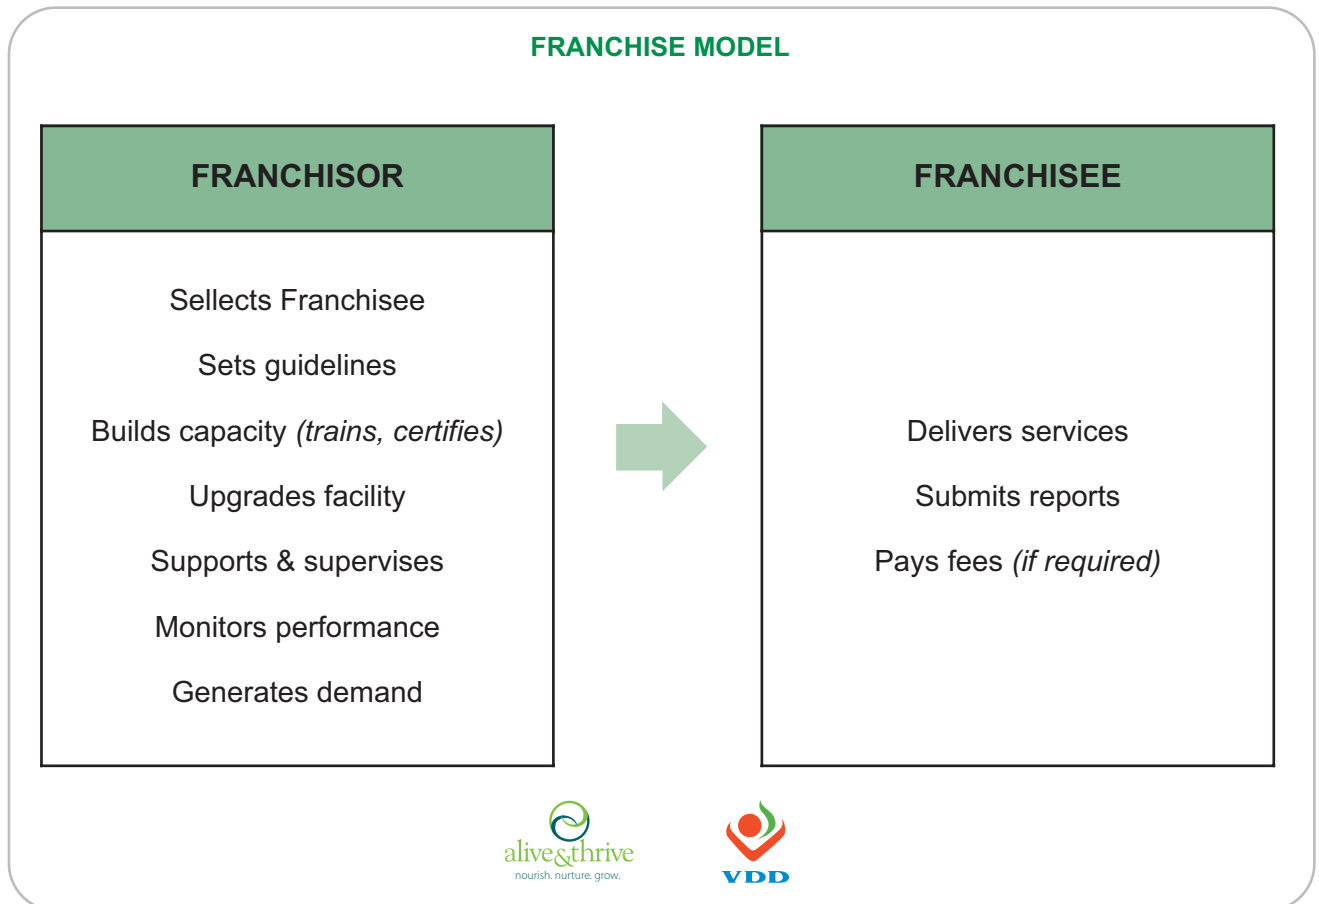 FRANCHISE MODEL
FRANCHISOR
Sellects Franchisee
Sets guidelines
Builds capacity (trains, certifies)
Upgrades facility
Supports & supervises
Monitors performance
Generates demand
FRANCHISEE
Delivers services
Submits reports
Pays fees (if required)
alive&thrive
nourish. nurture. grow.
VDD